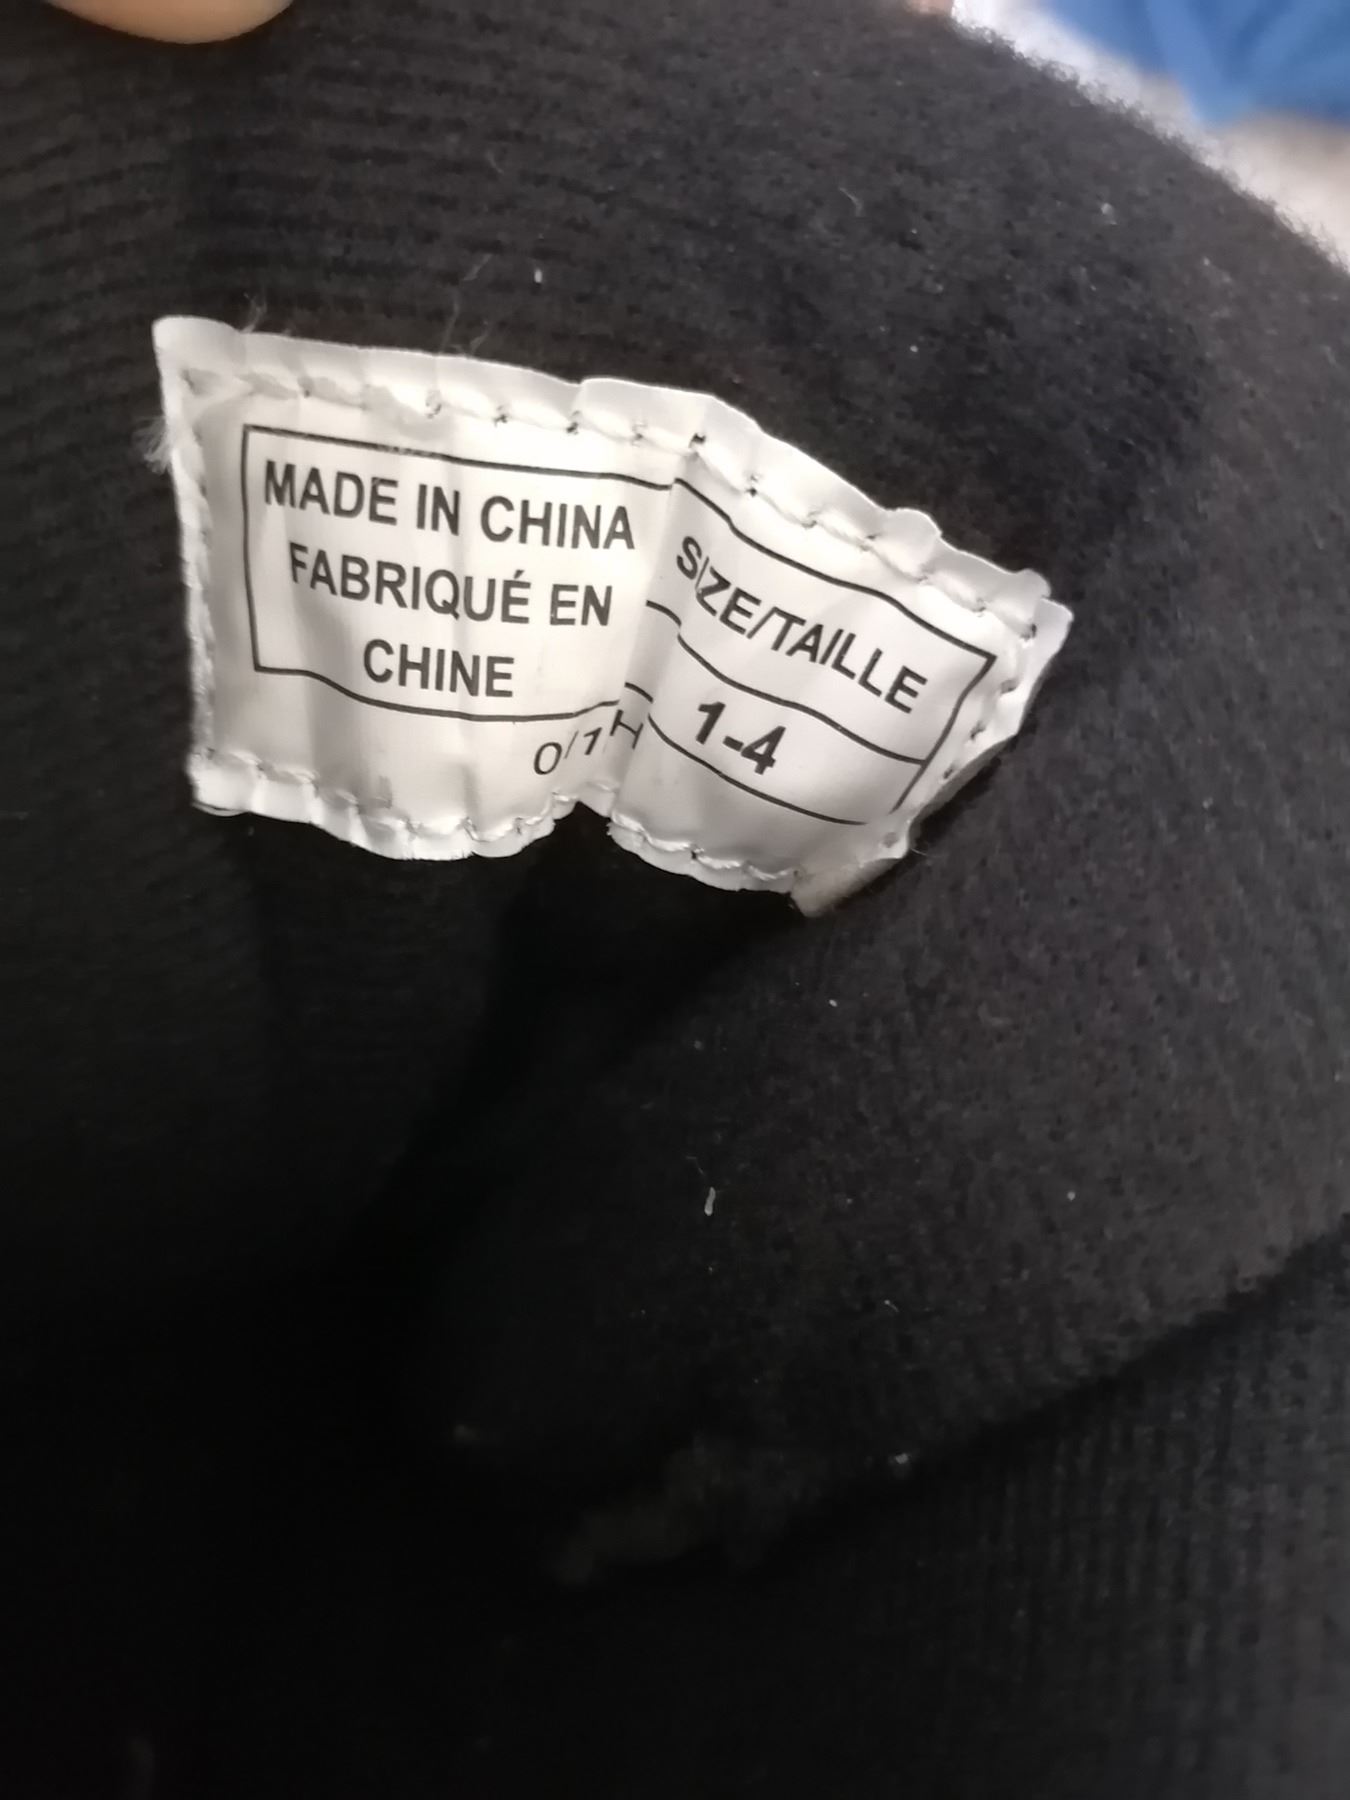 MADE IN CHINA
FABRIQUÉ EN
CHINE
SIZE/TAILLE
1-4